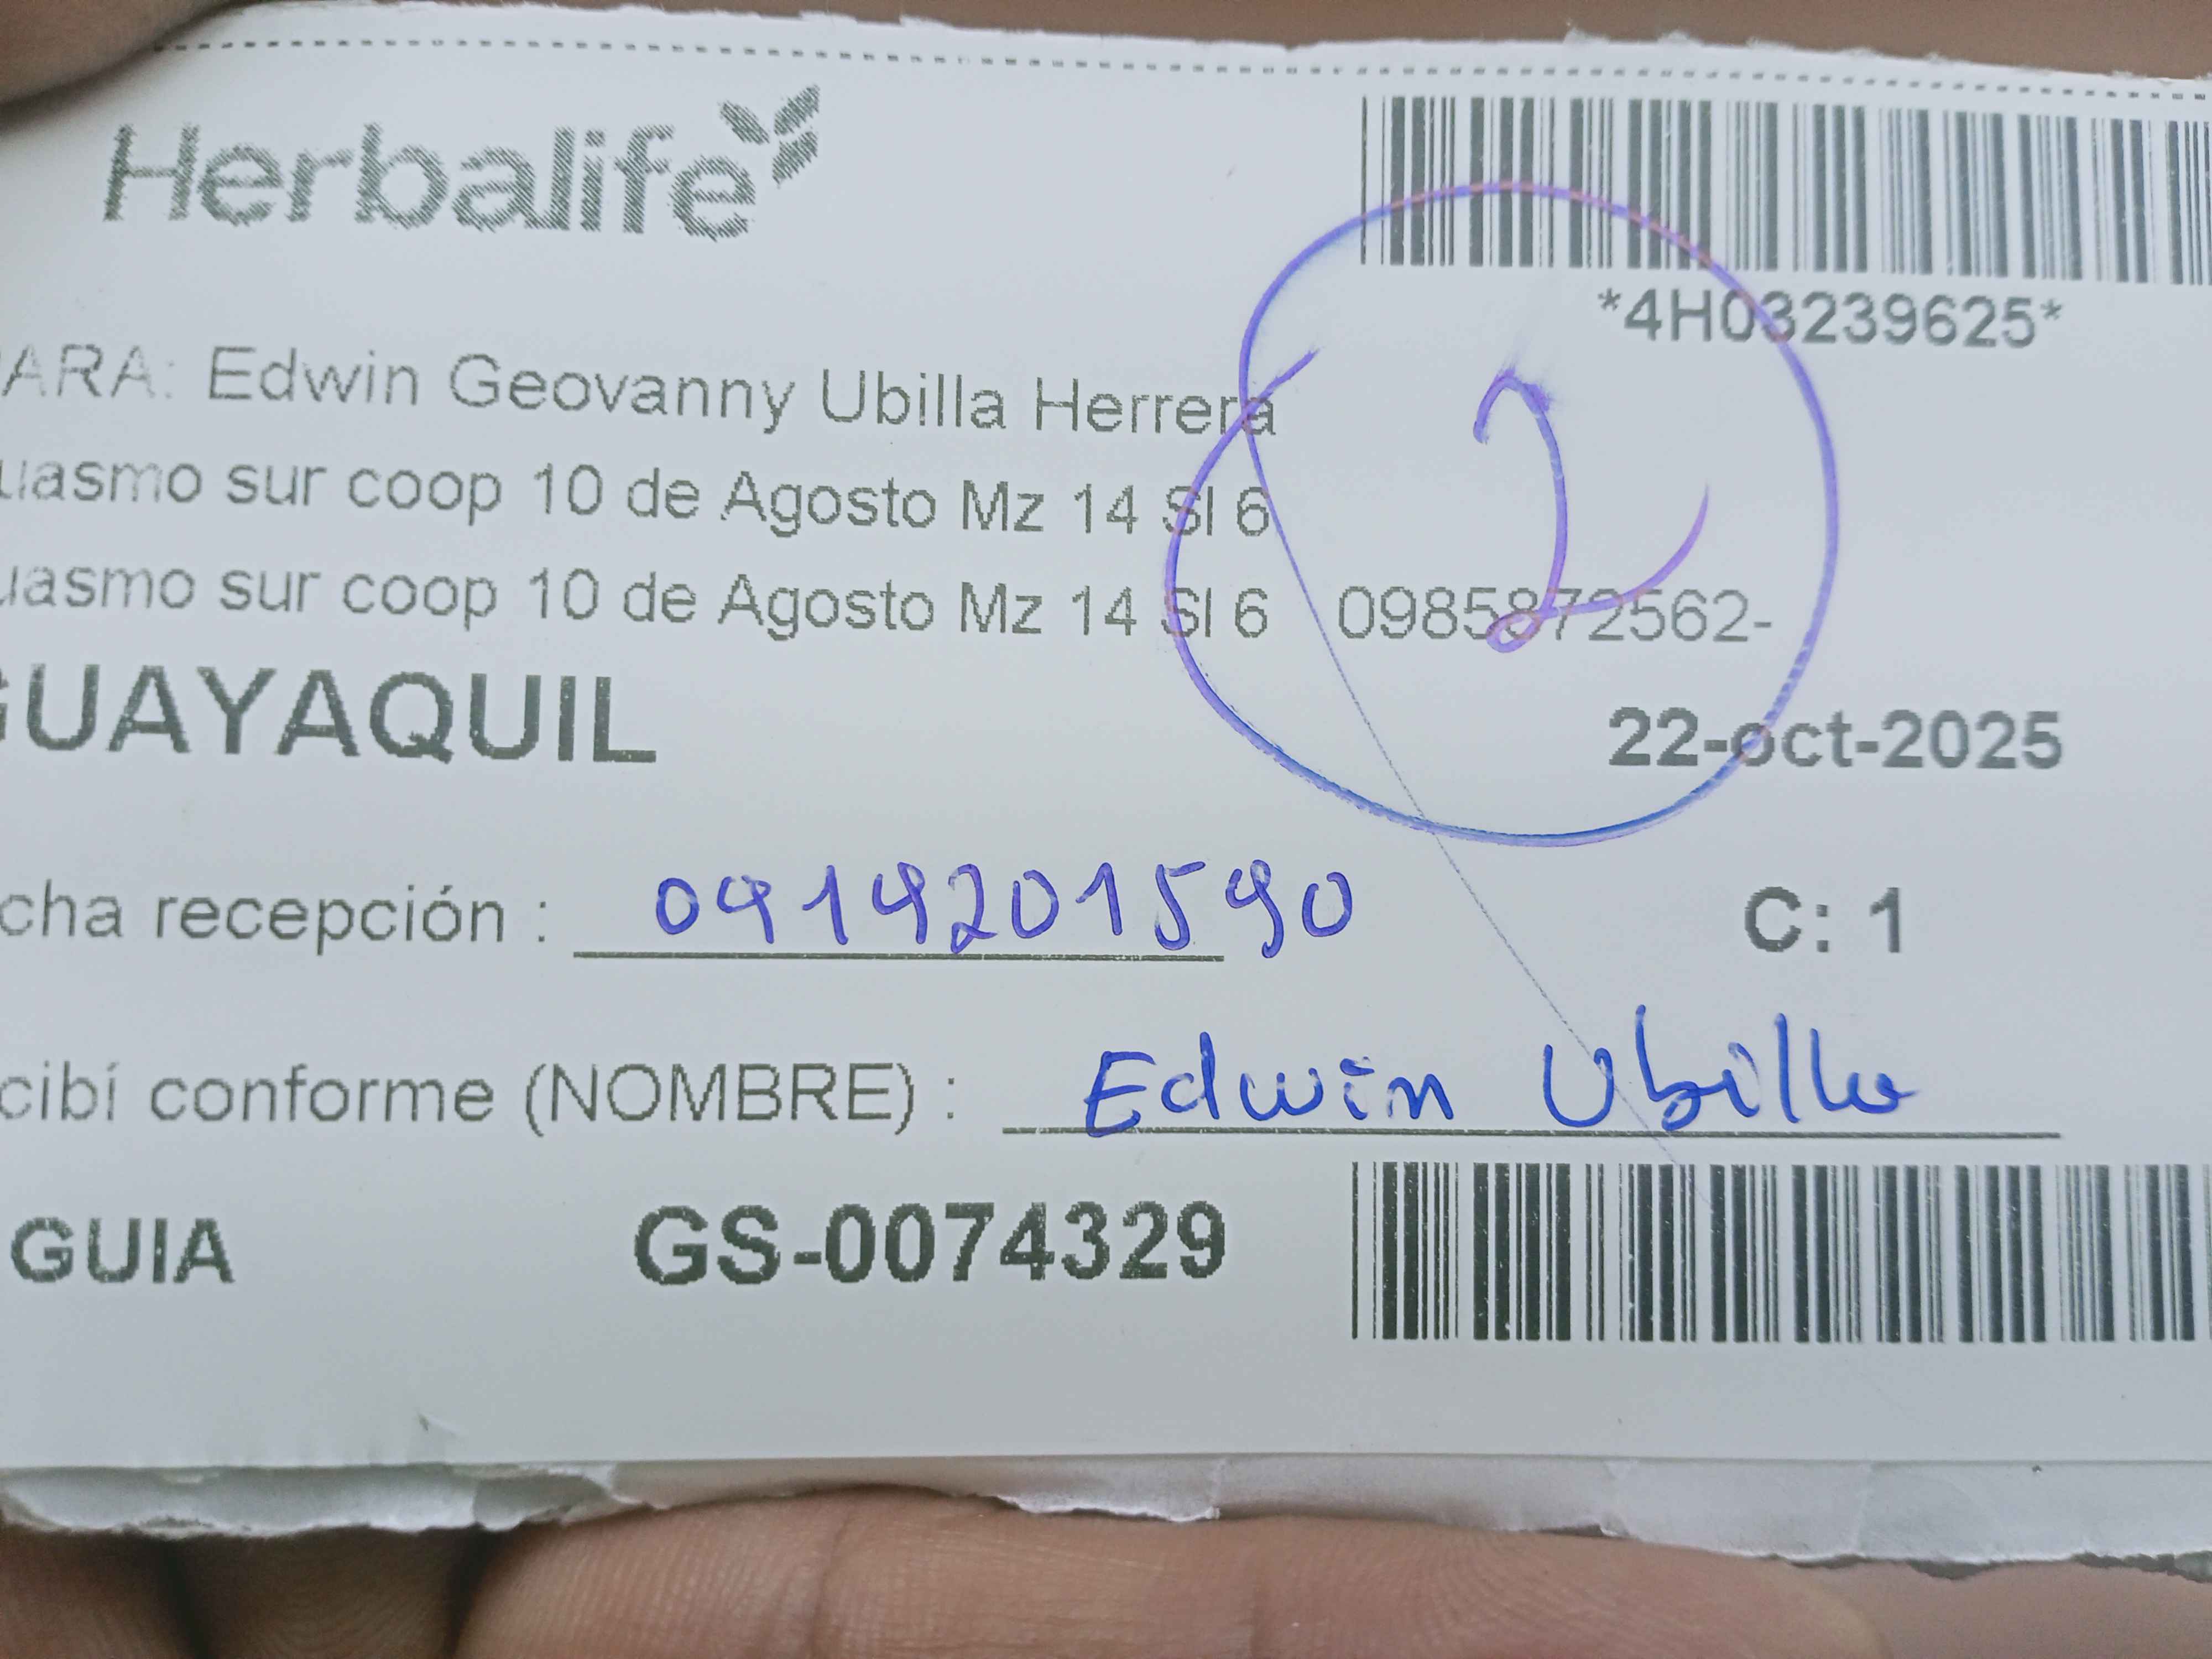 Herbalife
*4H03239625*
ARA: Edwin Geovanny Ubilla Herrera
uasmo sur coop 10 de Agosto Mz 14 Sl 6
2
uasmo sur coop 10 de Agosto Mz 14 Sl 6 0985872562-
GUAYAQUIL
22-oct-2025
cha recepción : 0919201590
C: 1
cibí conforme (NOMBRE) : Edwin Ubilla
GUIA GS-0074329